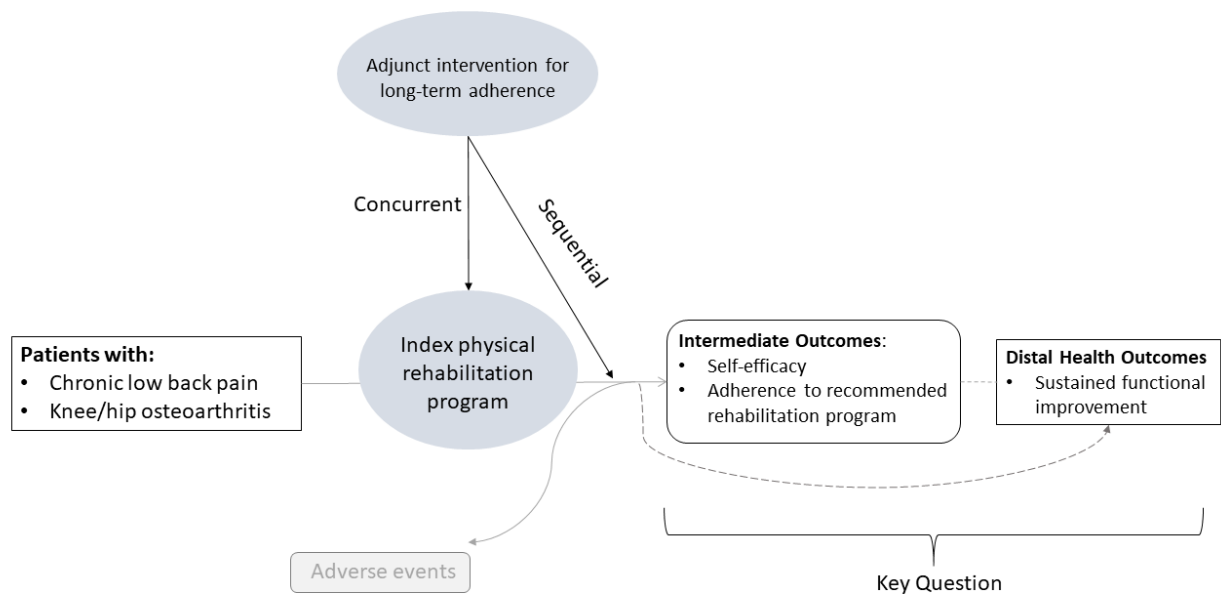 Adjunct intervention for
long-term adherence
Concurrent
Sequential
Patients with:
• Chronic low back pain
• Knee/hip osteoarthritis
Index physical
rehabilitation
program
Intermediate Outcomes:
• Self-efficacy
• Adherence to recommended
rehabilitation program
Distal Health Outcomes
• Sustained functional
improvement
Adverse events
Key Question